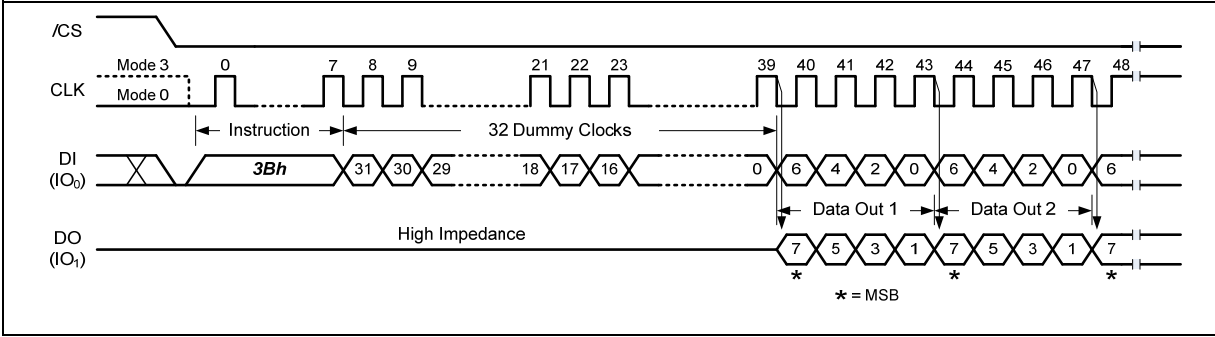 /CS
Mode 3 0 7 8 9 21 22 23 39 40 41 42 43 44 45 46 47 48
CLK
Mode 0
Instruction 32 Dummy Clocks
DI
(IO0)
3Bh 31 30 29 18 17 16 0 6 4 2 0 6 4 2 0 6
Data Out 1 Data Out 2
High Impedance
DO
(IO1)
7 5 3 1 7 5 3 1 7
* * *
* = MSB